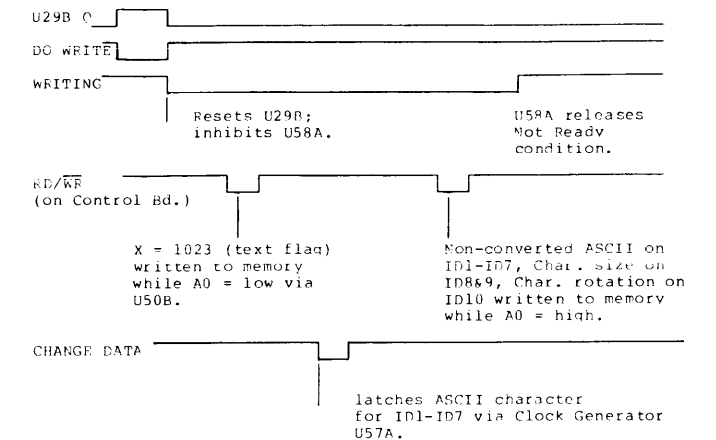 U29B Q
DO WRITE
WRITING
Resets U29B;
inhibits U58A.
U58A releases
Not Ready
condition.
RD/WR
(on Control Bd.)
X = 1023 (text flag)
written to memory
while A0 = low via
U50B.
Non-converted ASCII on
ID1-ID7, Char. size on
ID8&9, Char. rotation on
ID10 written to memory
while A0 = high.
CHANGE DATA
latches ASCII character
for ID1-ID7 via Clock Generator
U57A.